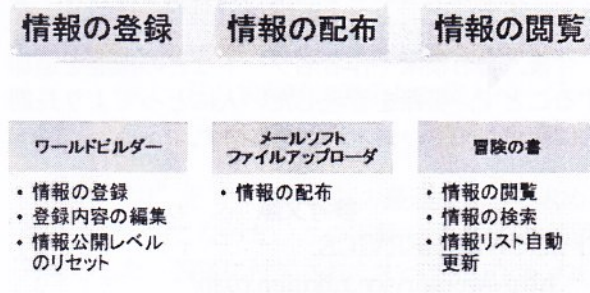 情報の登録
情報の配布
情報の閲覧
ワールドビルダー
・情報の登録
・登録内容の編集
・情報公開レベル
のリセット
メールソフト
ファイルアップローダ
・情報の配布
冒険の書
・情報の閲覧
・情報の検索
・情報リスト自動
更新